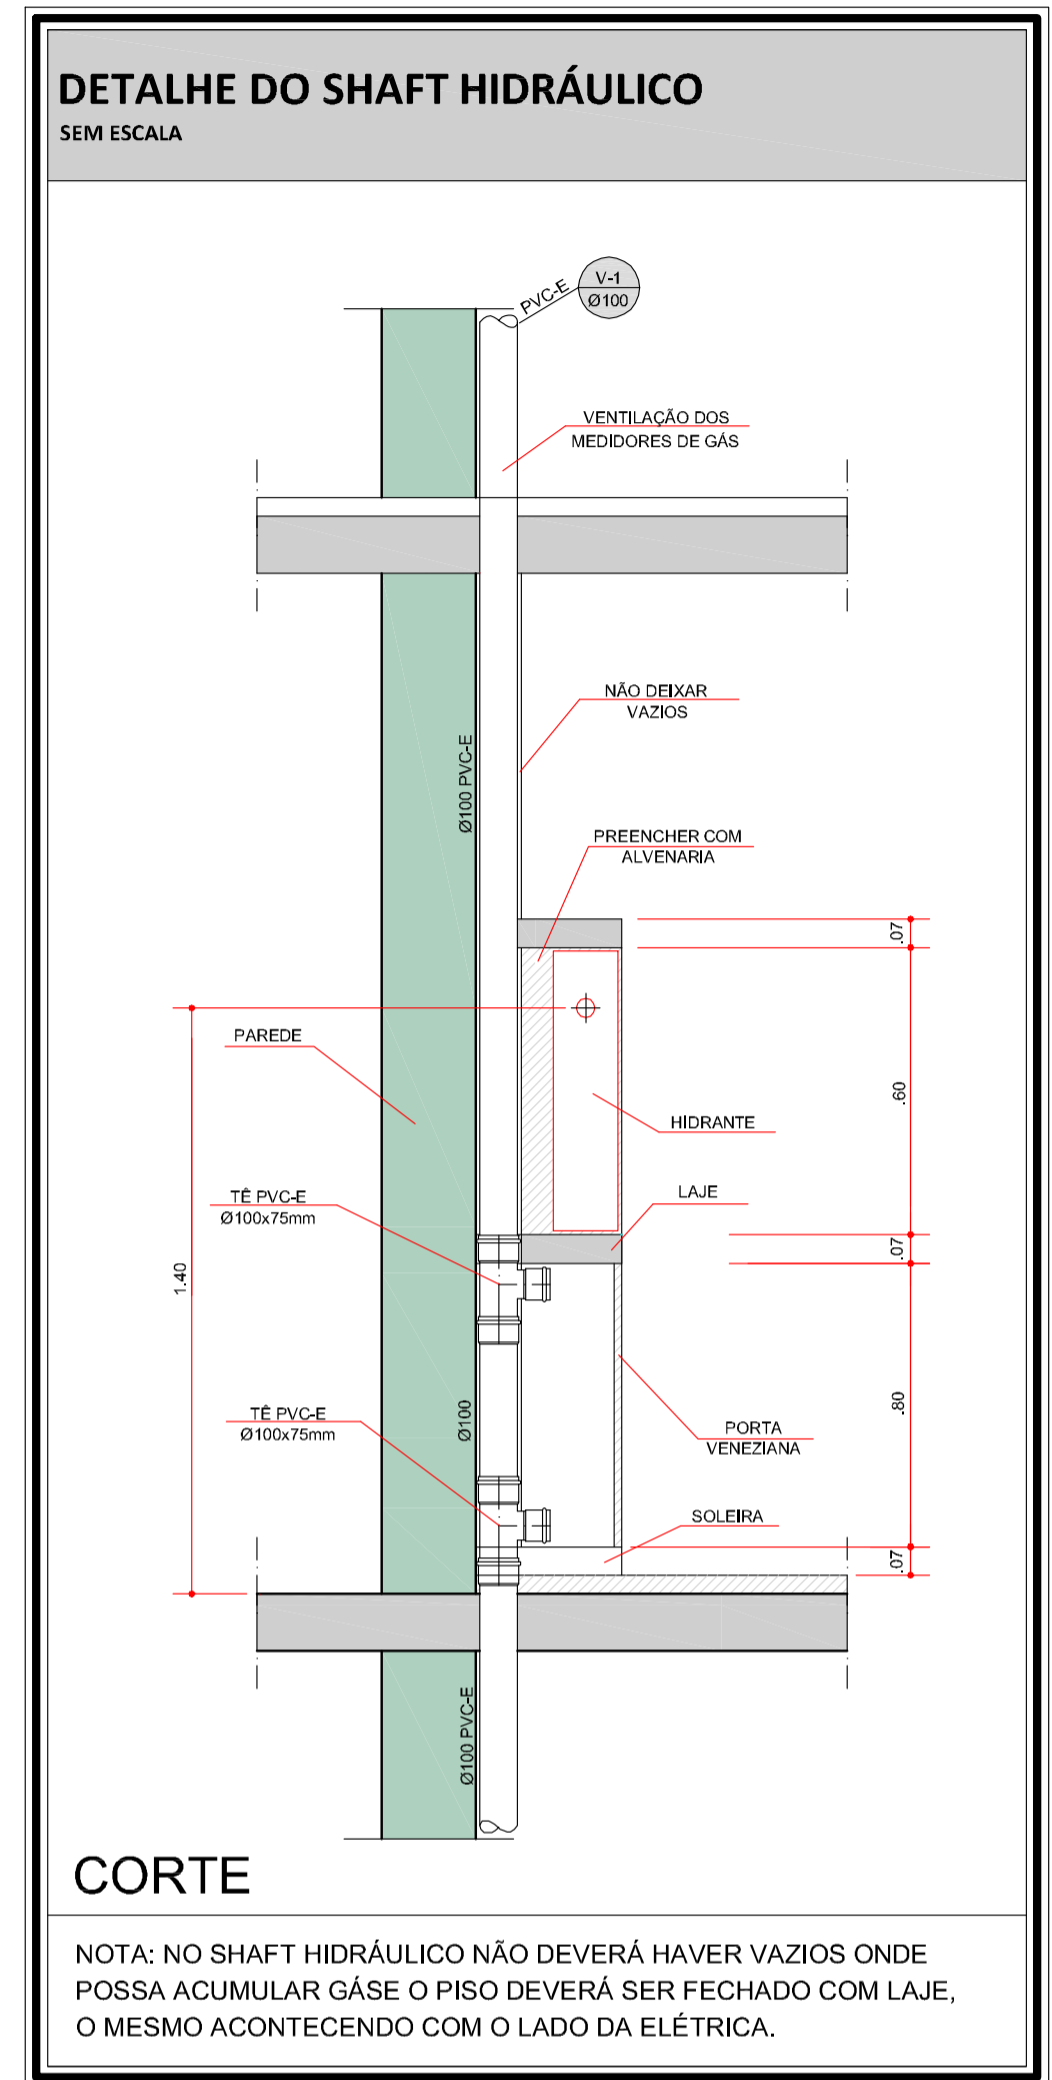 DETALHE DO SHAFT HIDRÁULICO
SEM ESCALA
V-1
Ø100
PVC-E
VENTILAÇÃO DOS
MEDIDORES DE GÁS
NÃO DEIXAR
VAZIOS
Ø100 PVC-E
PREENCHER COM
ALVENARIA
.07
PAREDE
.60
HIDRANTE
TÊ PVC-E
Ø100x75mm
LAJE
.07
1.40
TÊ PVC-E
Ø100x75mm
Ø100
.80
PORTA
VENEZIANA
SOLEIRA
.07
Ø100 PVC-E
CORTE
NOTA: NO SHAFT HIDRÁULICO NÃO DEVERÁ HAVER VAZIOS ONDE
POSSA ACUMULAR GÁSE O PISO DEVERÁ SER FECHADO COM LAJE,
O MESMO ACONTECENDO COM O LADO DA ELÉTRICA.